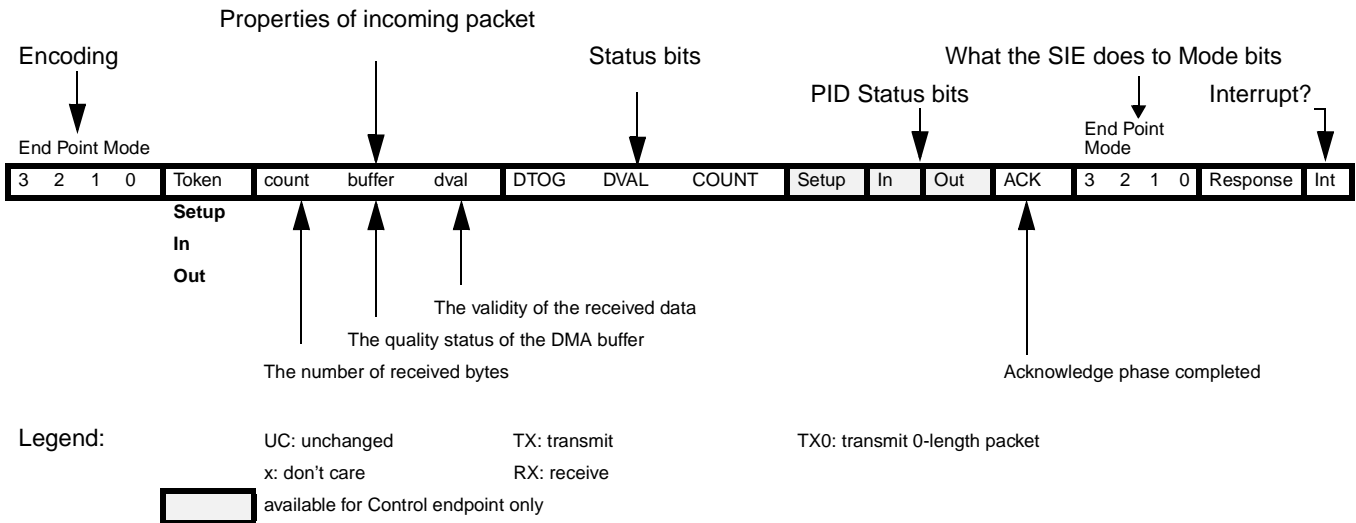 Properties of incoming packet
Encoding Status bits What the SIE does to Mode bits
PID Status bits Interrupt?
End Point Mode End Point
Mode
3 2 1 0 Token count buffer dval DTOG DVAL COUNT Setup In Out ACK 3 2 1 0 Response Int
Setup
In
Out
The validity of the received data
The quality status of the DMA buffer
The number of received bytes Acknowledge phase completed
Legend: UC: unchanged TX: transmit TX0: transmit 0-length packet
x: don't care RX: receive
available for Control endpoint only